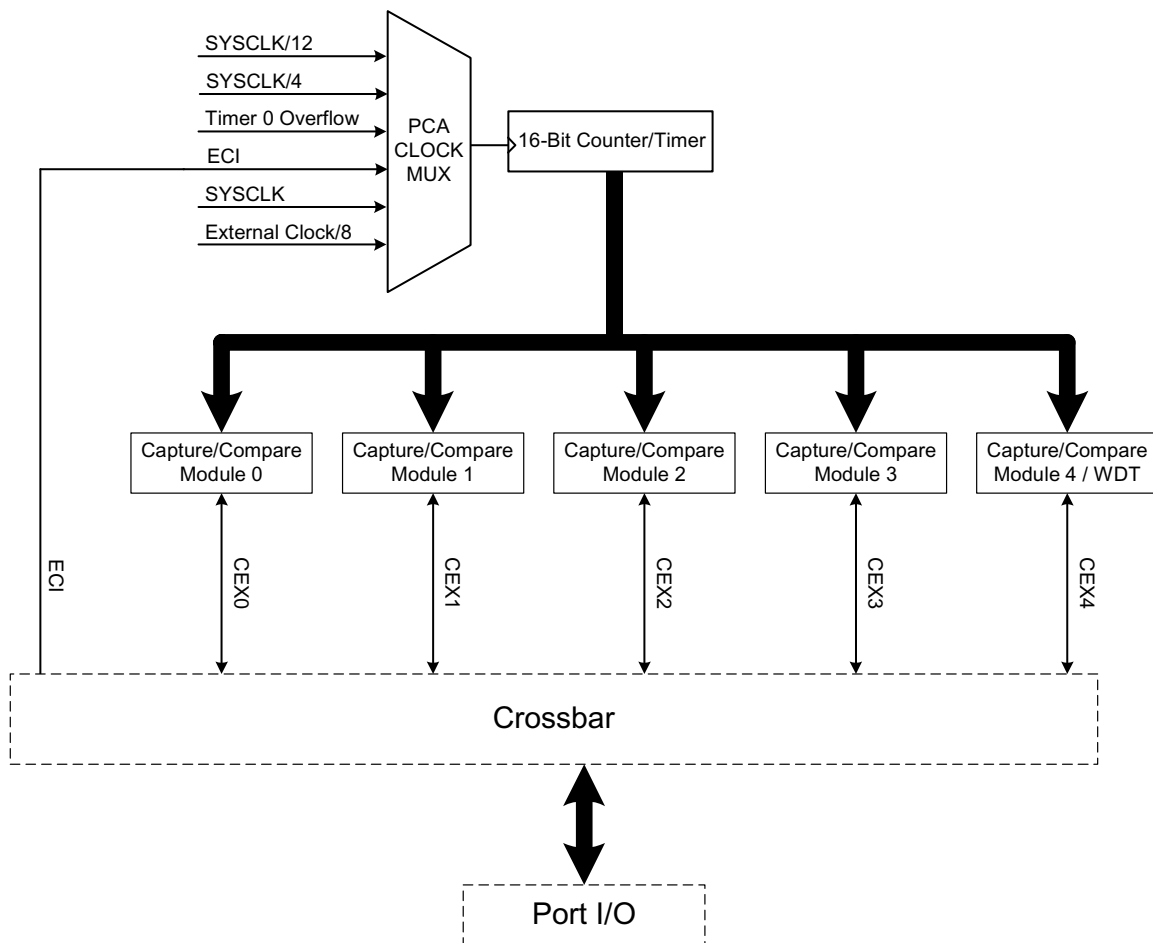 SYSCLK/12
SYSCLK/4
Timer 0 Overflow
ECI
SYSCLK
External Clock/8
PCA
CLOCK
MUX
16-Bit Counter/Timer
Capture/Compare
Module 0
Capture/Compare
Module 1
Capture/Compare
Module 2
Capture/Compare
Module 3
Capture/Compare
Module 4 / WDT
ECI
CEX0
CEX1
CEX2
CEX3
CEX4
Crossbar
Port I/O